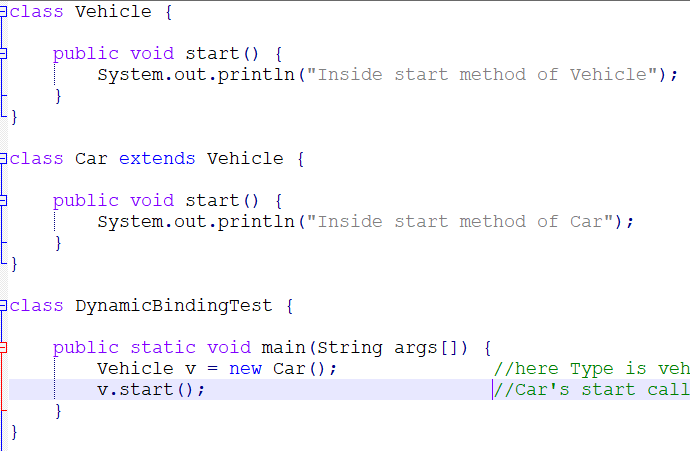 class Vehicle {
public void start() {
System.out.println("Inside start method of Vehicle");
}
}
class Car extends Vehicle {
public void start() {
System.out.println("Inside start method of Car");
}
}
class DynamicBindingTest {
public static void main(String args[]) {
Vehicle v = new Car(); //here Type is veh
v.start(); //Car's start call
}
}